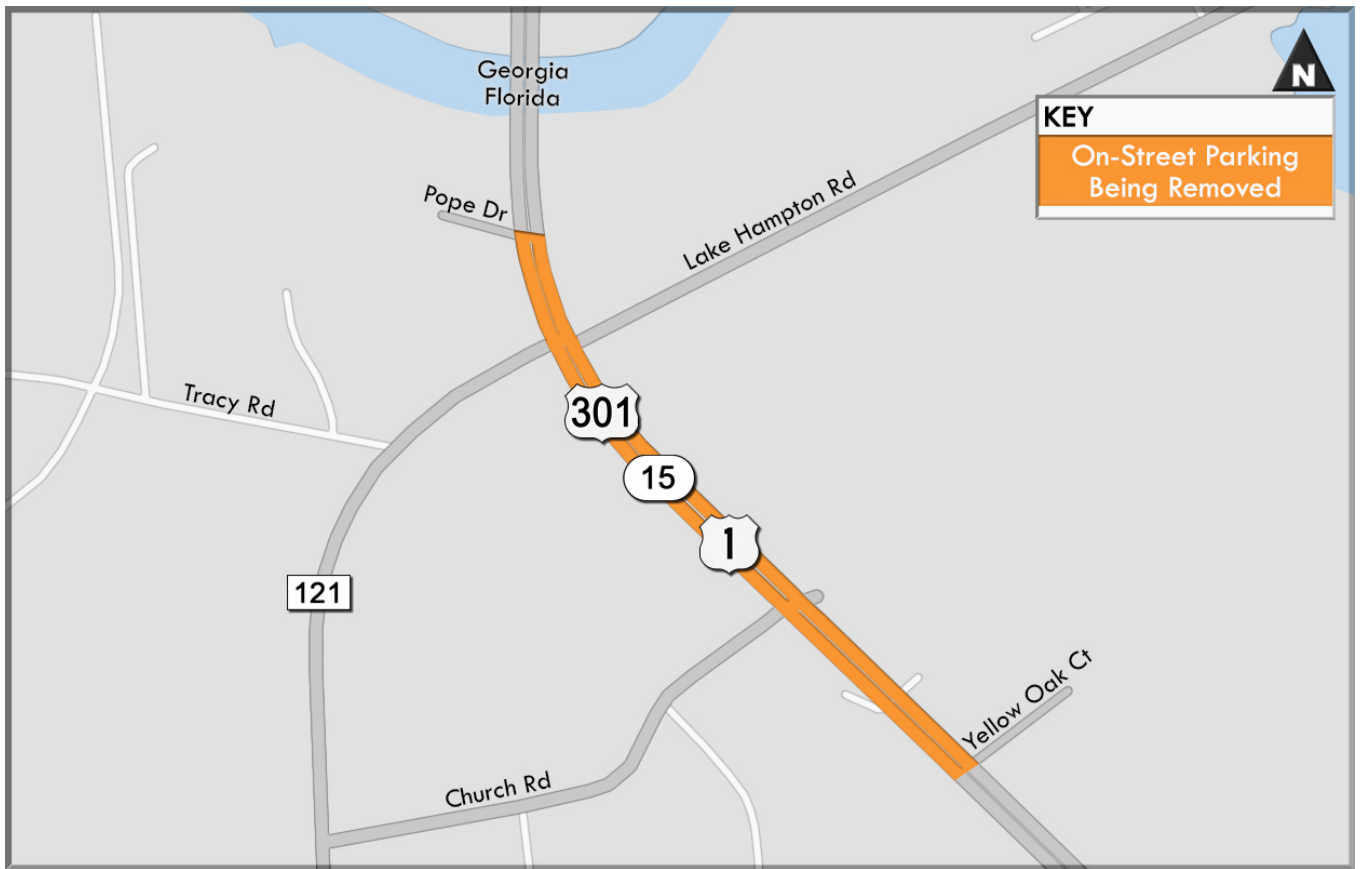 Georgia
Florida
N
KEY
On-Street Parking
Being Removed
Pope Dr
Lake Hampton Rd
Tracy Rd
301
15
1
121
Yellow Oak Ct
Church Rd